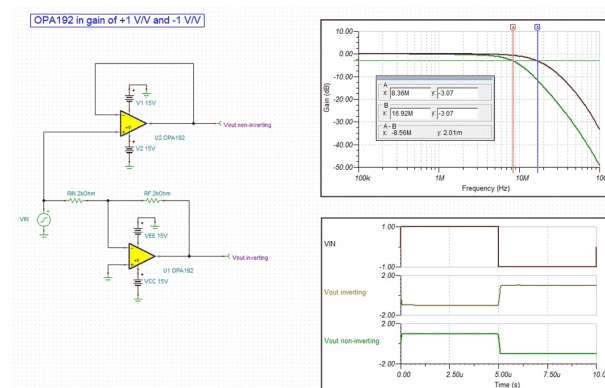 OPA192 in gain of +1 V/V and -1 V/V
V1 15V
U2 OPA192
V2 15V
Vout non-inverting
RIN 2kOhm
RF 2kOhm
VIN
VEE 15V
U1 OPA192
VCC 15V
Vout inverting
a
b
Gain (dB)
10.00
0.00
-10.00
-20.00
-30.00
-40.00
-50.00
A
x: 8.36M y: -3.07
B
x: 16.92M y: -3.07
A - B
x: -8.56M y: 2.01m
100k 1M 10M 100
Frequency (Hz)
VIN
1.00
-1.00
Vout inverting
2.00
-2.00
Vout non-inverting
2.00
-2.00
0.00 2.50u 5.00u 7.50u 10.0
Time (s)